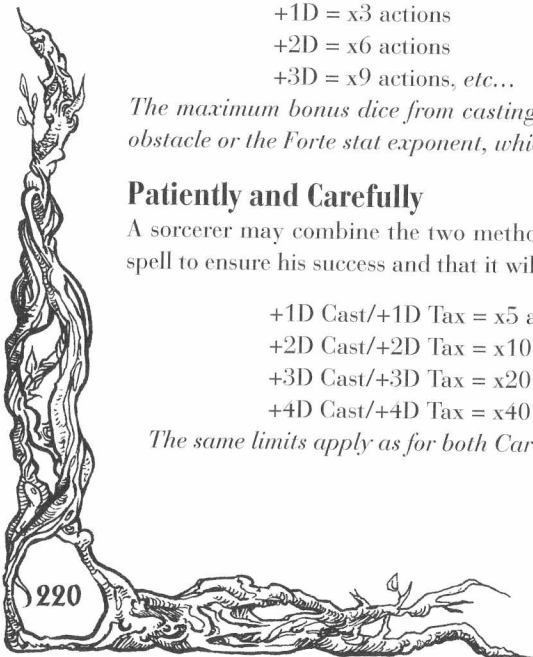 +1D = x3 actions
+2D = x6 actions
+3D = x9 actions, etc...
The maximum bonus dice from casting
obstacle or the Forte stat exponent, whi
Patiently and Carefully
A sorcerer may combine the two metho
spell to ensure his success and that it wil
+1D Cast/+1D Tax = x5 a
+2D Cast/+2D Tax = x10
+3D Cast/+3D Tax = x20
+4D Cast/+4D Tax = x40
The same limits apply as for both Car
220